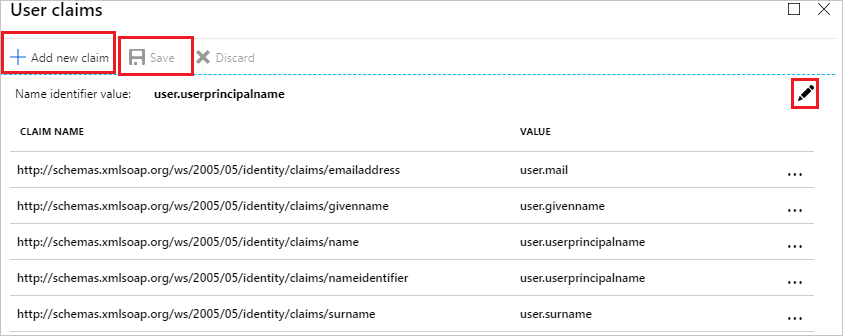 User claims
Add new claim Save Discard
Name identifier value: user.userprincipalname
CLAIM NAME VALUE
http://schemas.xmlsoap.org/ws/2005/05/identity/claims/emailaddress user.mail ...
http://schemas.xmlsoap.org/ws/2005/05/identity/claims/givenname user.givenname ...
http://schemas.xmlsoap.org/ws/2005/05/identity/claims/name user.userprincipalname ...
http://schemas.xmlsoap.org/ws/2005/05/identity/claims/nameidentifier user.userprincipalname ...
http://schemas.xmlsoap.org/ws/2005/05/identity/claims/surname user.surname ...